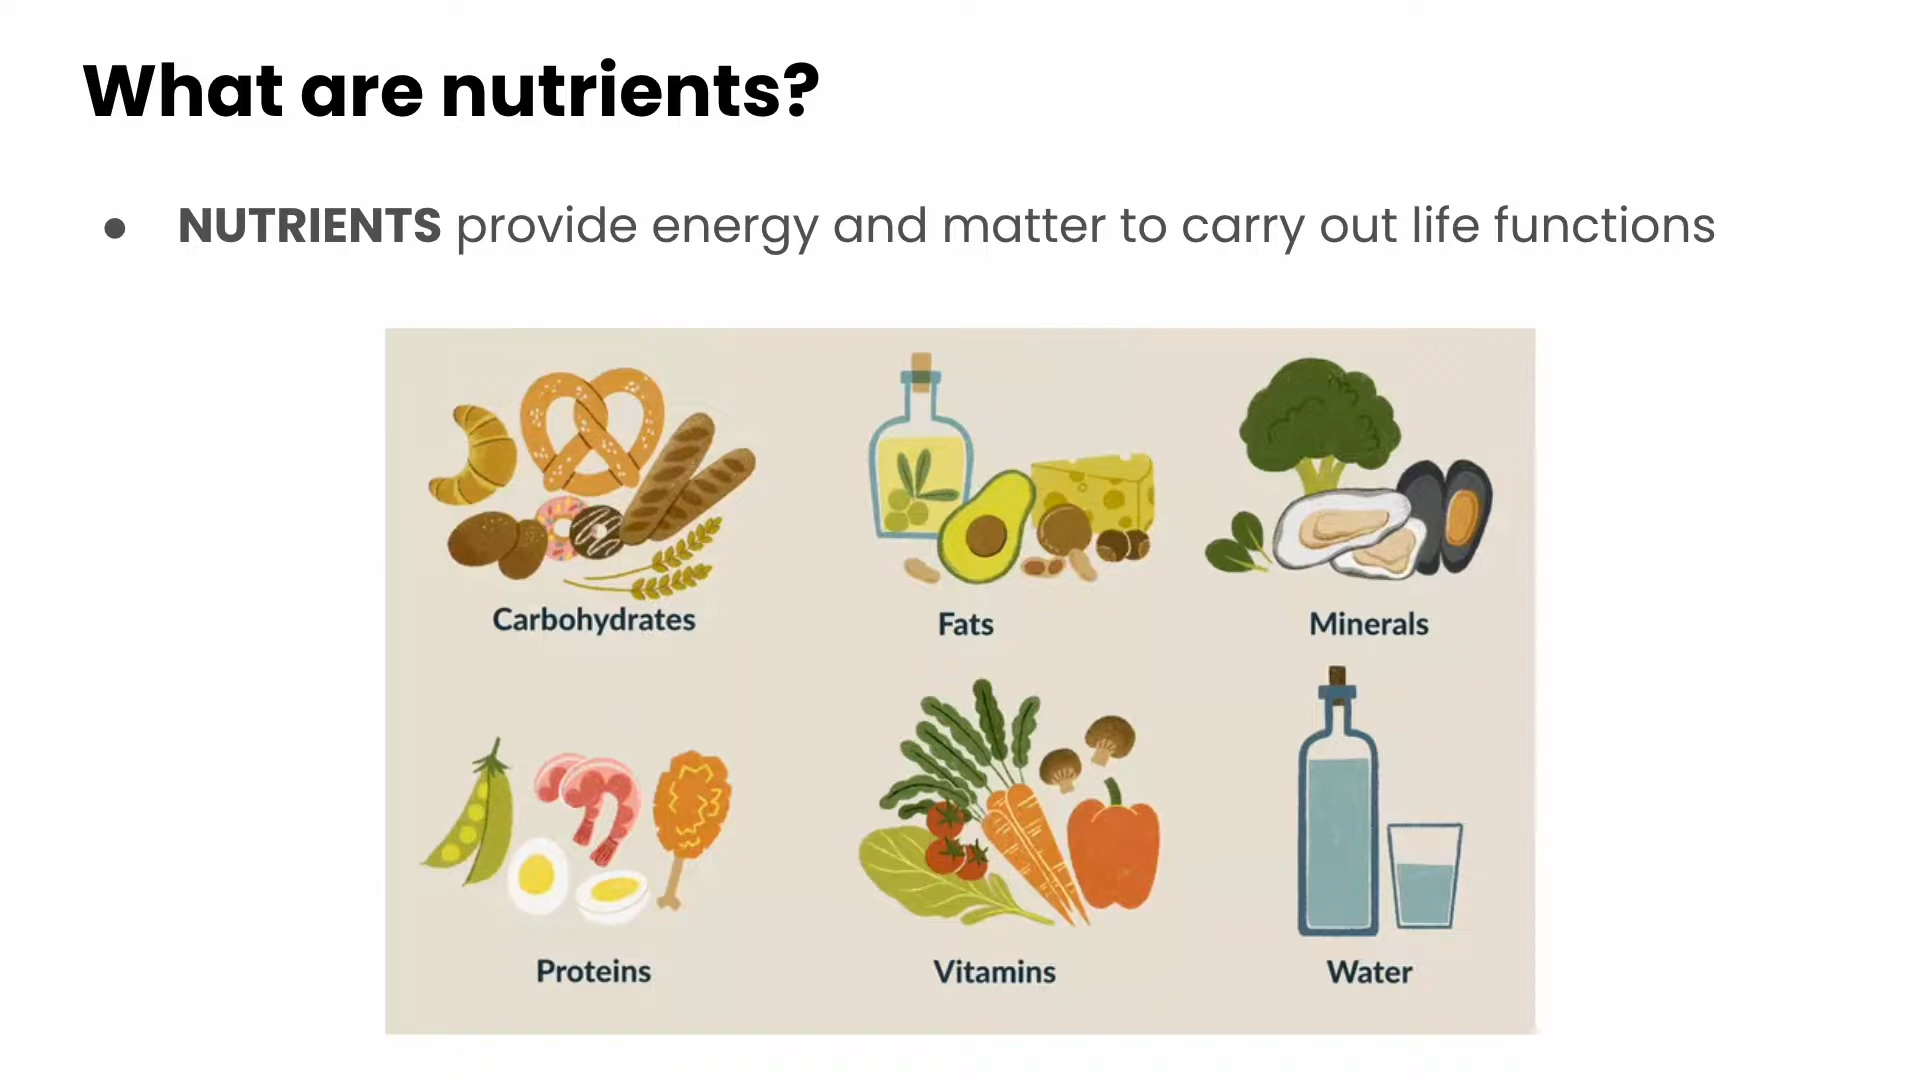 What are nutrients?
● NUTRIENTS provide energy and matter to carry out life functions
Carbohydrates
Fats
Minerals
Proteins
Vitamins
Water